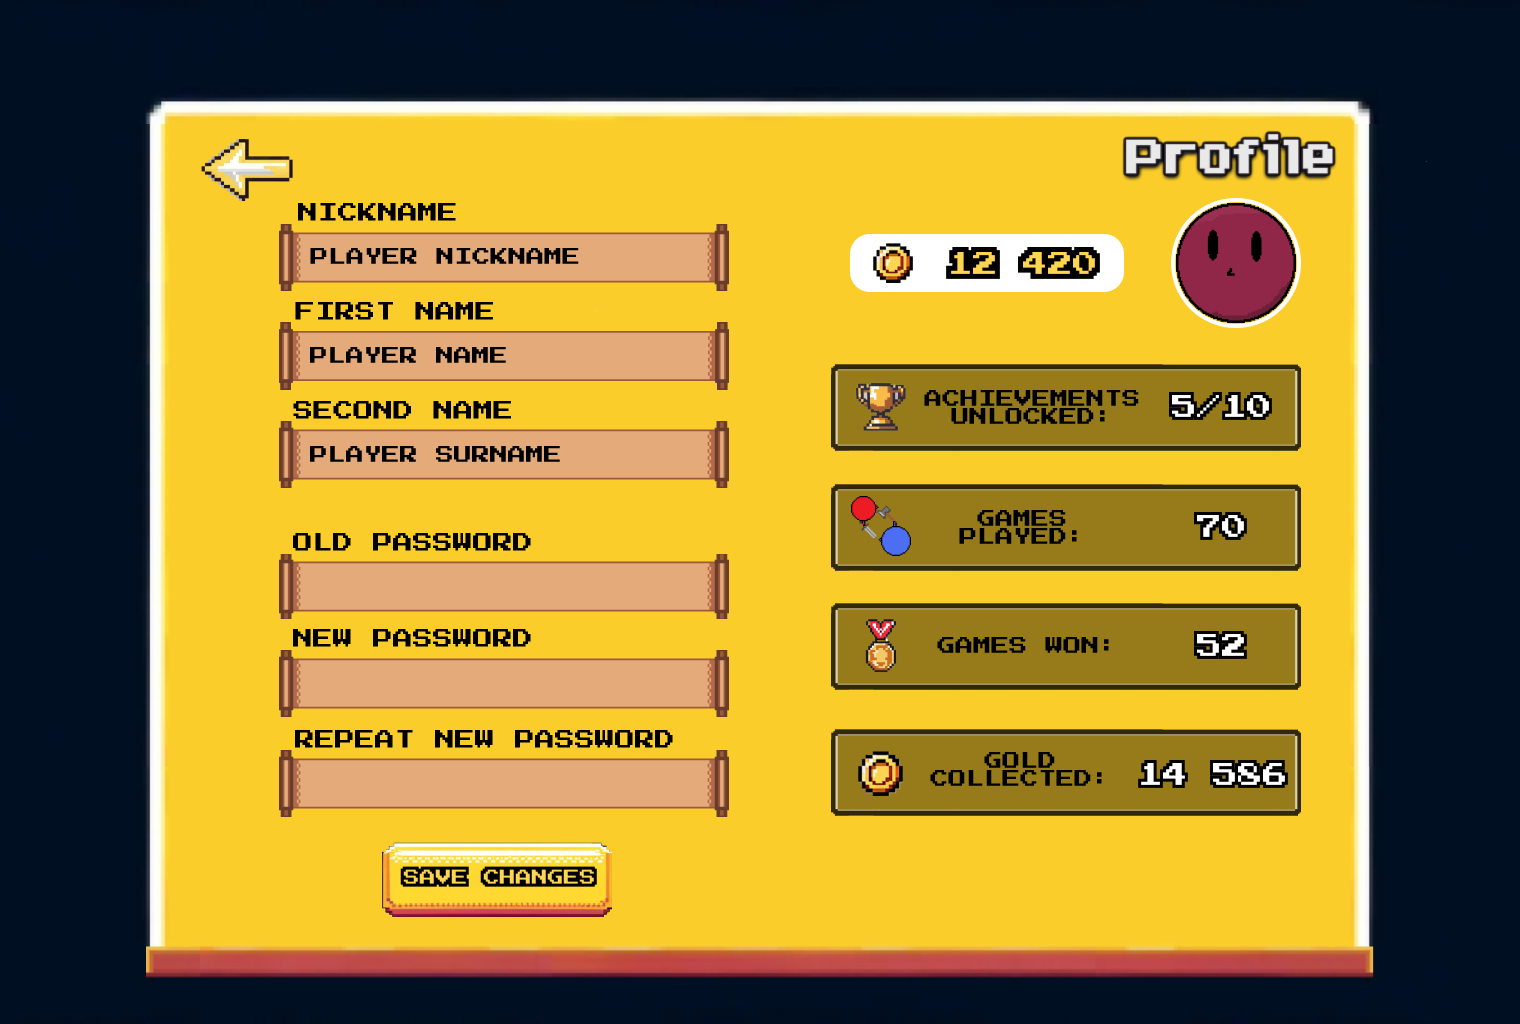 Profile
NICKNAME
PLAYER NICKNAME
FIRST NAME
PLAYER NAME
SECOND NAME
PLAYER SURNAME
OLD PASSWORD
NEW PASSWORD
REPEAT NEW PASSWORD
SAVE CHANGES
12 420
ACHIEVEMENTS
UNLOCKED:
5/10
GAMES
PLAYED:
70
GAMES WON:
52
GOLD
COLLECTED:
14 586